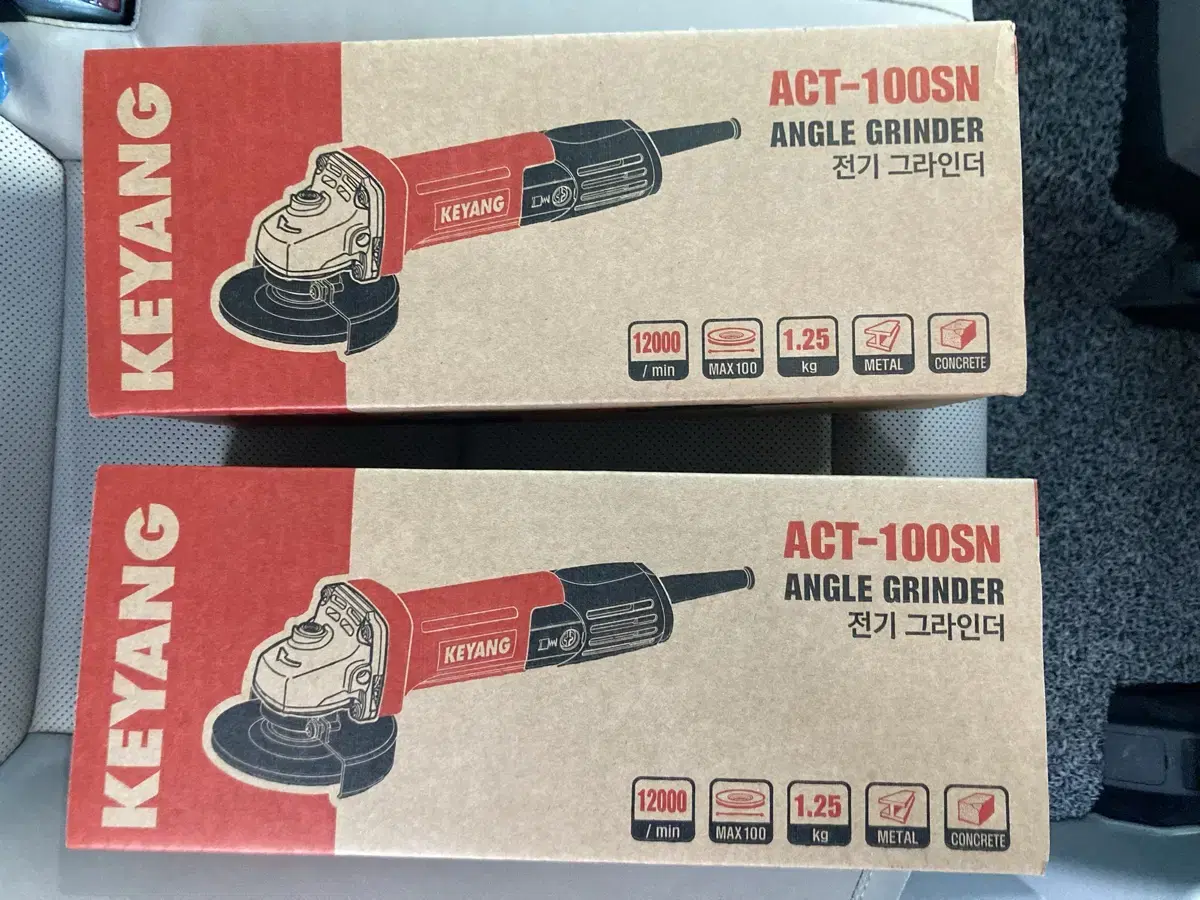 KEYANG
ACT-100SN
ANGLE GRINDER
전기 그라인더
KEYANG
12000
/ min
MAX100
1.25
kg
METAL
CONCRETE
KEYANG
ACT-100SN
ANGLE GRINDER
전기 그라인더
KEYANG
12000
/ min
MAX100
1.25
kg
METAL
CONCRETE